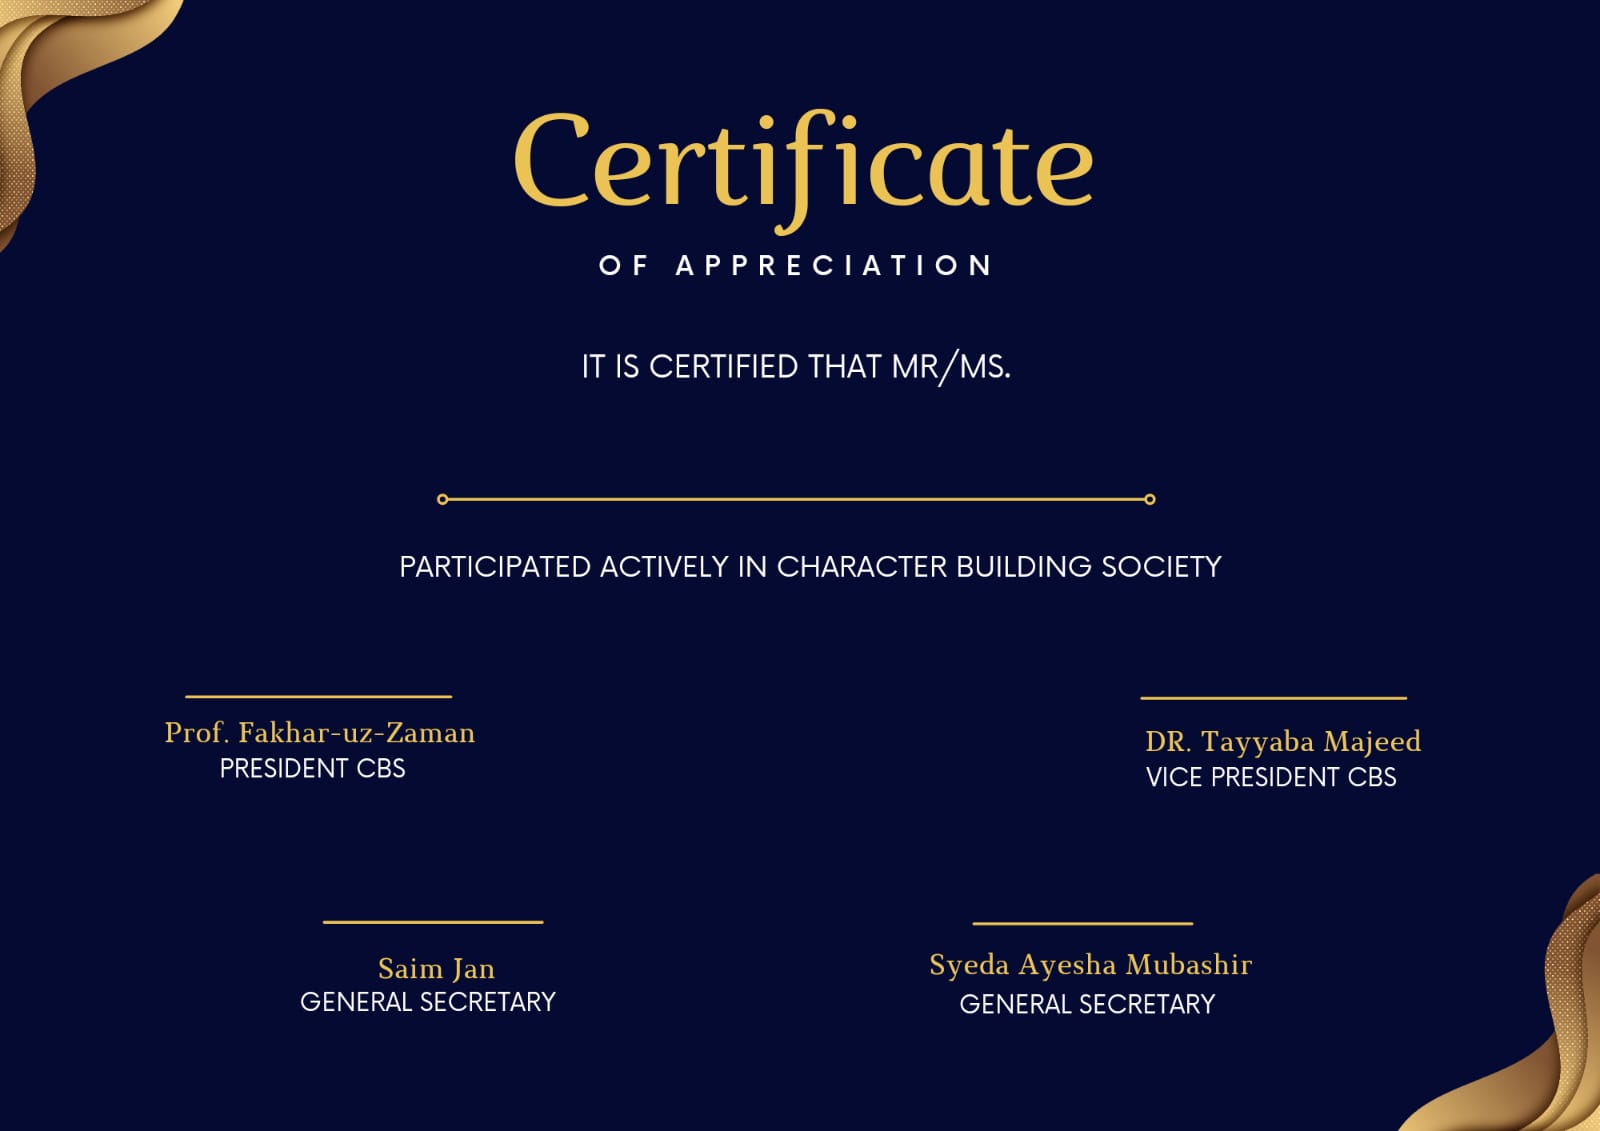 Certificate
OF APPRECIATION
IT IS CERTIFIED THAT MR/MS.
PARTICIPATED ACTIVELY IN CHARACTER BUILDING SOCIETY
Prof. Fakhar-uz-Zaman
PRESIDENT CBS
DR. Tayyaba Majeed
VICE PRESIDENT CBS
Saim Jan
GENERAL SECRETARY
Syeda Ayesha Mubashir
GENERAL SECRETARY